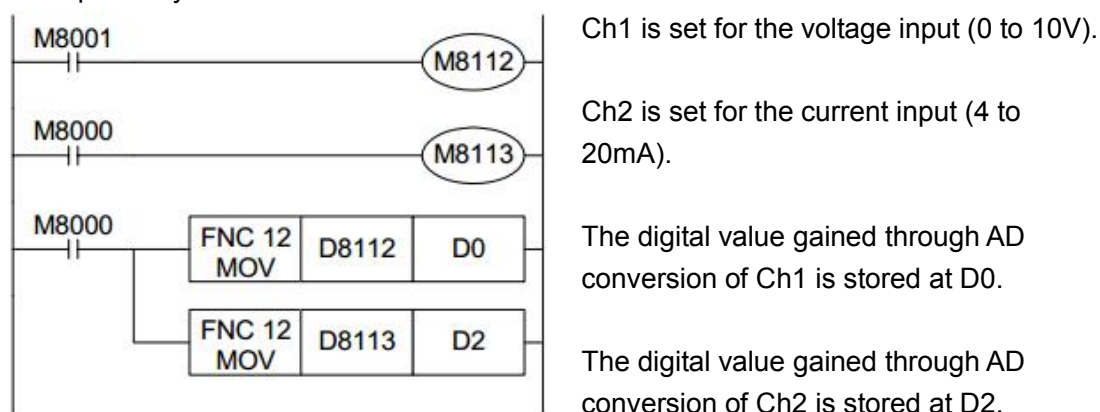 M8001
M8112
Ch1 is set for the voltage input (0 to 10V).
M8000
M8113
Ch2 is set for the current input (4 to
20mA).
M8000
FNC 12
MOV
D8112
D0
The digital value gained through AD
conversion of Ch1 is stored at D0.
FNC 12
MOV
D8113
D2
The digital value gained through AD
conversion of Ch2 is stored at D2.